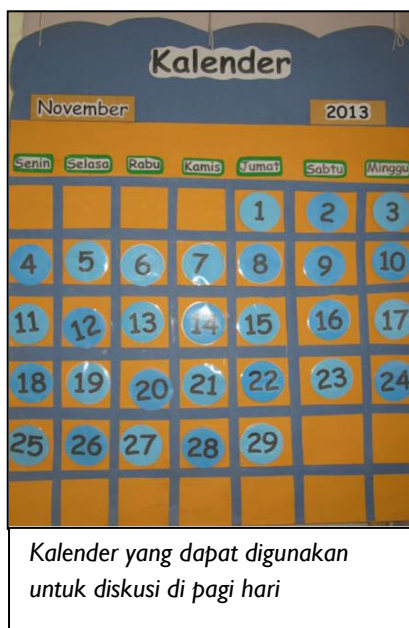 Kalender
November 2013
Senin Selasa Rabu Kamis Jumat Sabtu Minggu
1 2 3
4 5 6 7 8 9 10
11 12 13 14 15 16 17
18 19 20 21 22 23 24
25 26 27 28 29
Kalender yang dapat digunakan
untuk diskusi di pagi hari